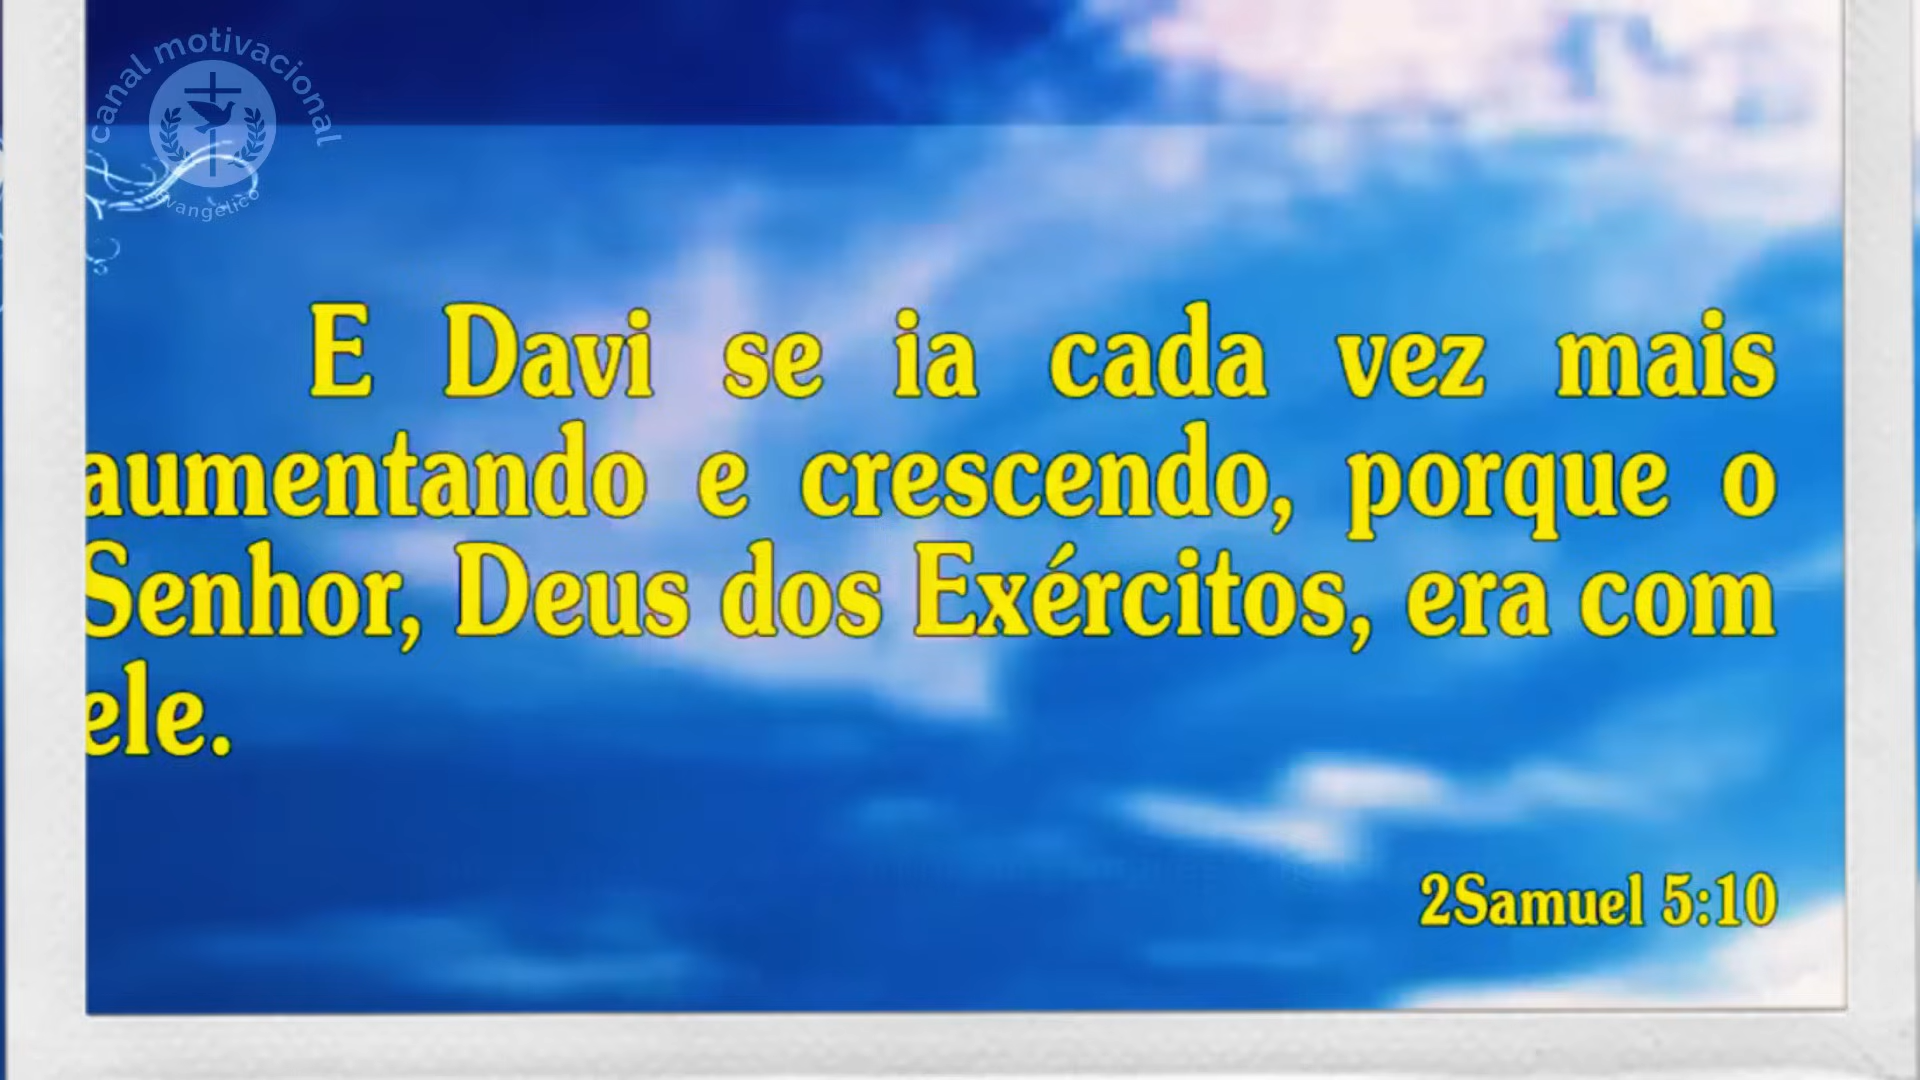 canal motivacional
evangélico
E Davi se ia cada vez mais
aumentando e crescendo, porque o
Senhor, Deus dos Exércitos, era com
ele.
2Samuel 5:10